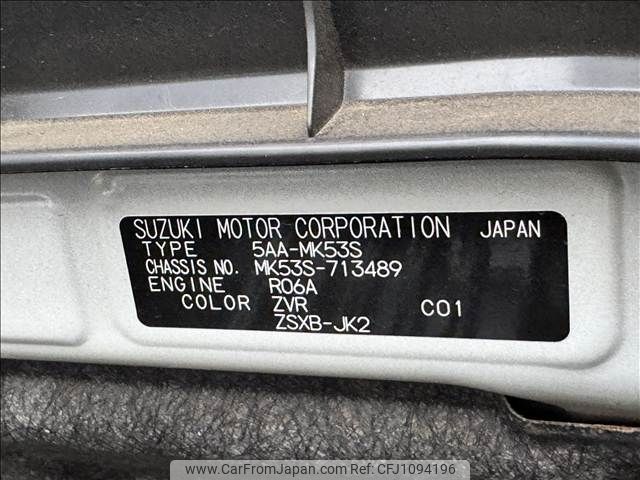 SUZUKI MOTOR CORPORATION JAPAN
TYPE 5AA-MK53S
CHASSIS NO. MK53S-713489
ENGINE R06A
COLOR ZVR C01
ZSXB-JK2
www.CarFromJapan.com | Ref No. CFJ1094196